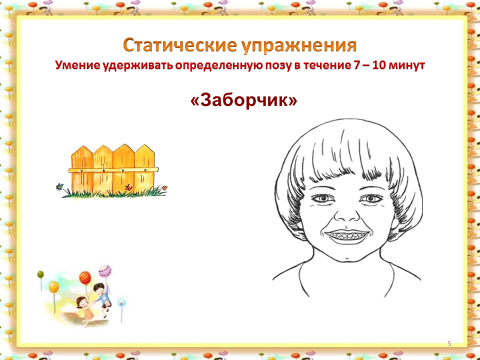 Статические упражнения
Умение удерживать определенную позу в течение 7 – 10 минут
«Заборчик»
5